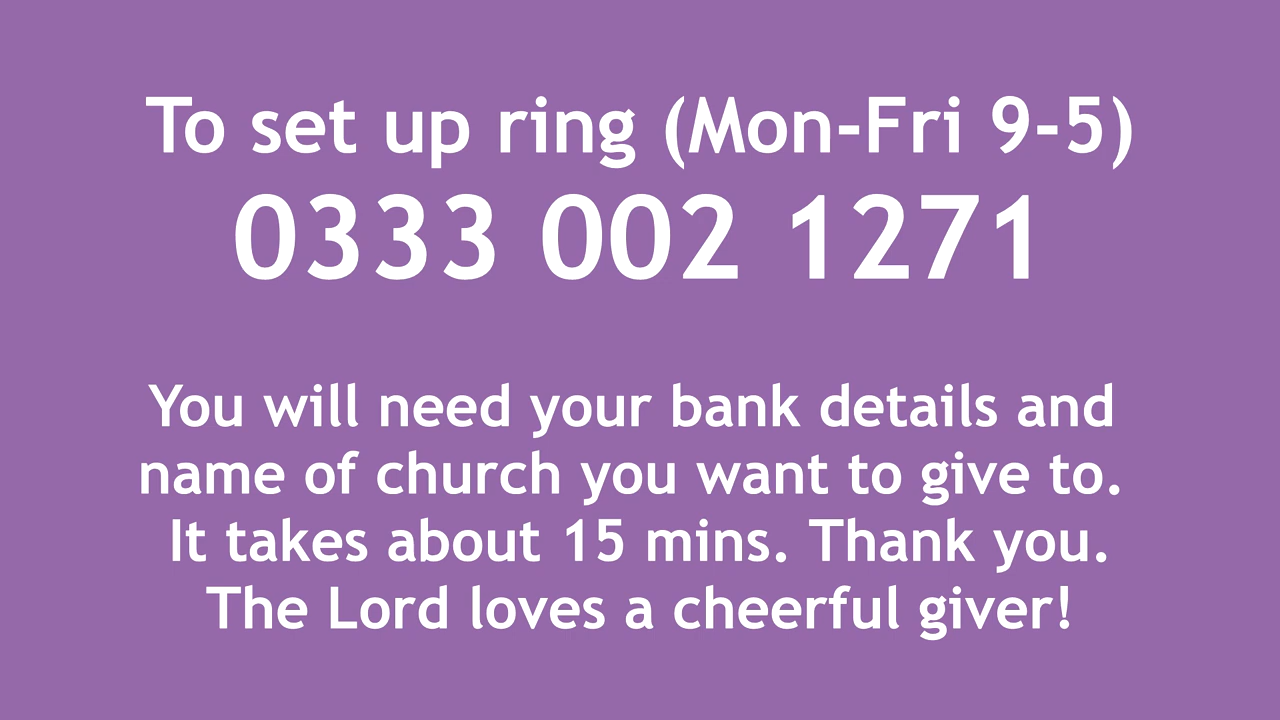 To set up ring (Mon-Fri 9-5)
0333 002 1271
You will need your bank details and
name of church you want to give to.
It takes about 15 mins. Thank you.
The Lord loves a cheerful giver!